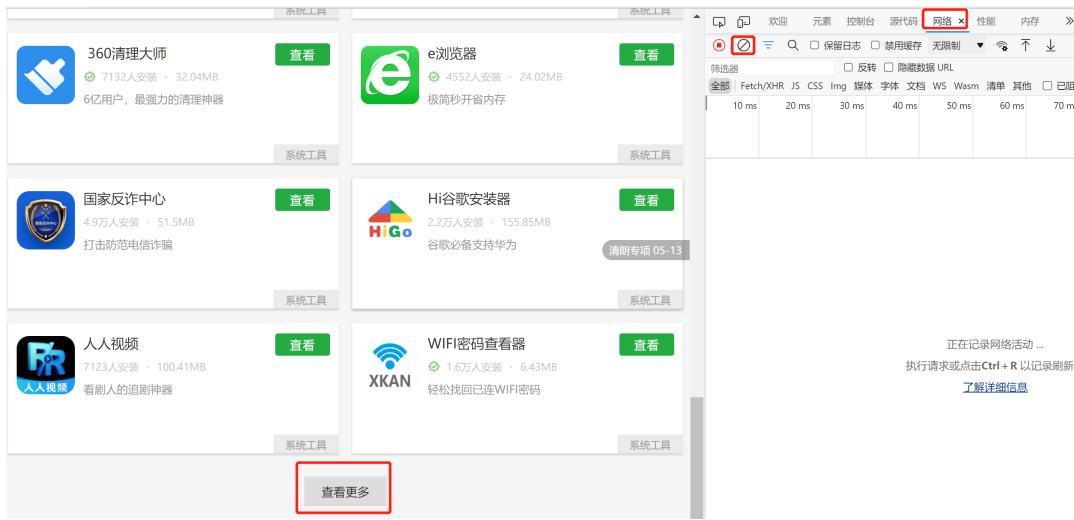 系统工具
系统工具
360清理大师
查看
7132人安装 · 32.04MB
6亿用户，最强力的清理神器
系统工具
e浏览器
查看
4552人安装 · 24.02MB
极简秒开省内存
系统工具
国家反诈中心
查看
4.9万人安装 · 51.5MB
打击防范电信诈骗
系统工具
国家反诈中心
Hi谷歌安装器
查看
2.2万人安装 · 155.85MB
谷歌必备支持华为
系统工具
HiGo
清朗专项 05-13
人人视频
查看
7123人安装 · 100.41MB
看剧人的追剧神器
系统工具
人人视频
WIFI密码查看器
查看
1.6万人安装 · 6.43MB
轻松找回已连WIFI密码
系统工具
XKAN
查看更多
欢迎 元素 控制台 源代码 网络 × 性能 内存 »
保留日志 禁用缓存 无限制 ▼
筛选器 反转 隐藏数据 URL
全部 Fetch/XHR JS CSS Img 媒体 字体 文档 WS Wasm 清单 其他 已阻
10 ms 20 ms 30 ms 40 ms 50 ms 60 ms 70 m
正在记录网络活动 ...
执行请求或点击Ctrl + R 以记录刷新
了解详细信息